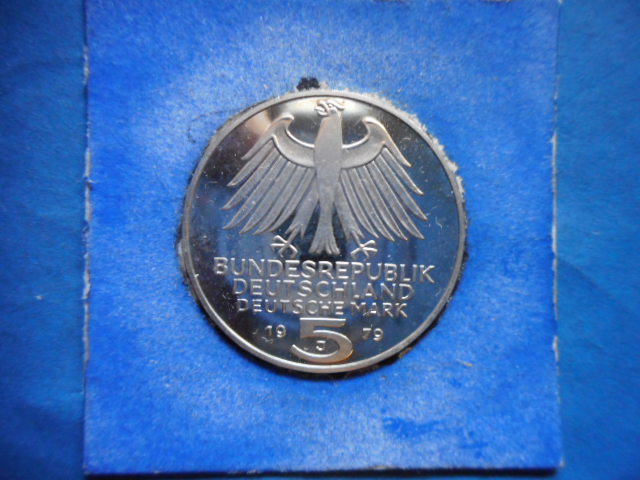 BUNDESREPUBLIK
DEUTSCHLAND
DEUTSCHE MARK
19 5 79
J